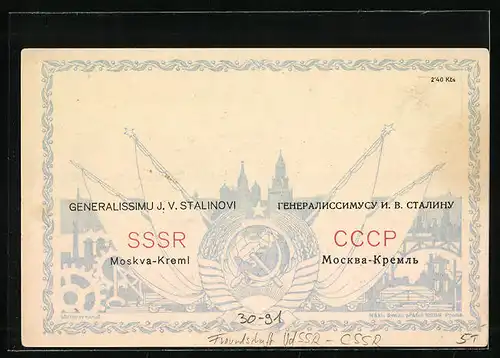 2'40 Kčs
GENERALISSIMU J. V. STALINOVI
ГЕНЕРАЛИССИМУСУ И. В. СТАЛИНУ
SSSR
СССР
Moskva-Kreml
Москва-Кремль
30-91
Freundschaft UdSSR - CSSR
5T